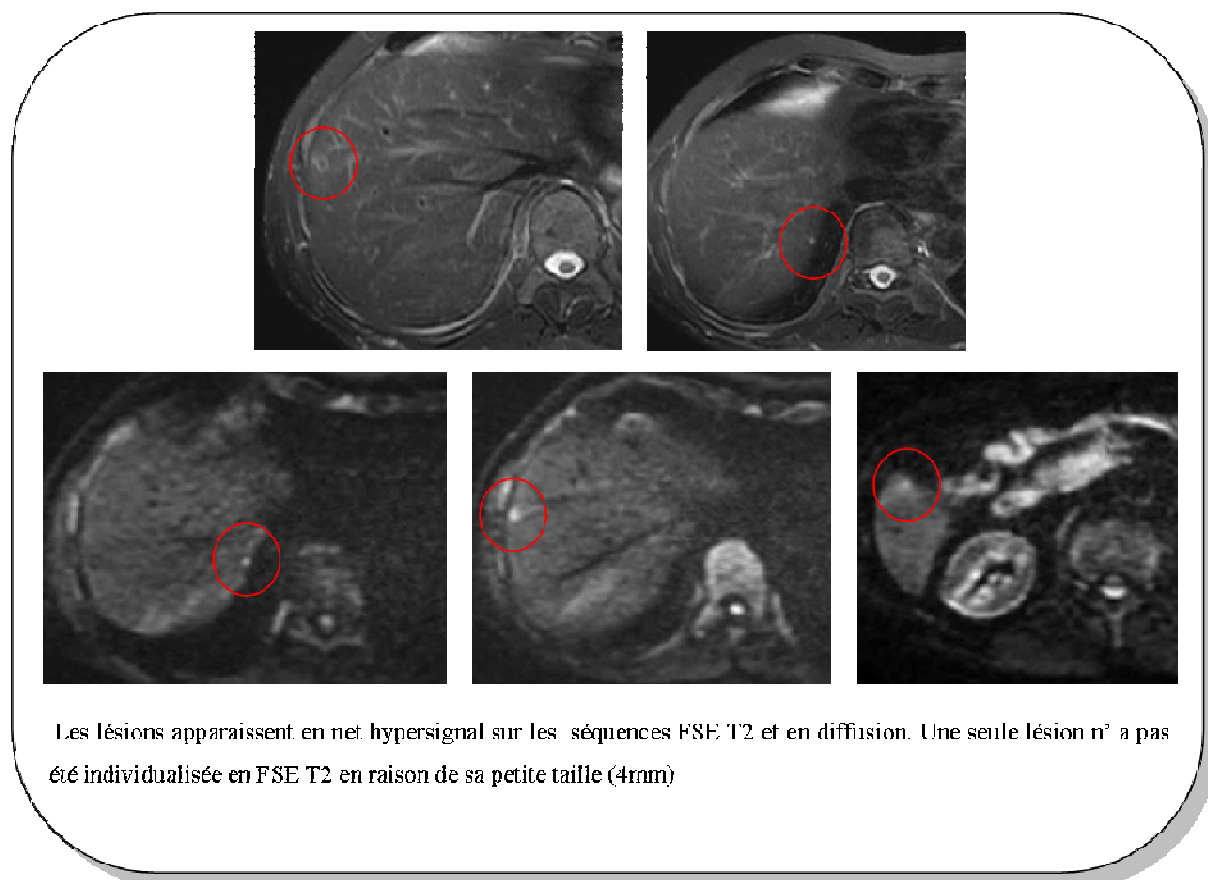 Les lésions apparaissent en net hypersignal sur les séquences FSE T2 et en diffusion. Une seule lésion n' a pas
été individualisée en FSE T2 en raison de sa petite taille (4mm)